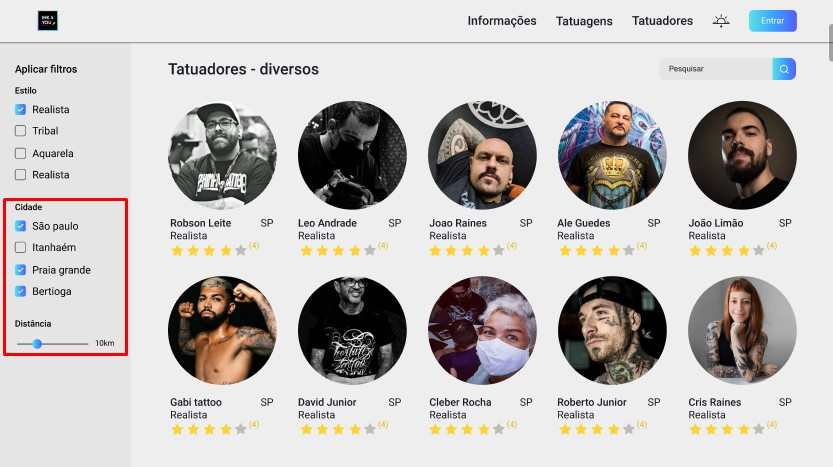 INK &
YOU
Informações
Tatuagens
Tatuadores
Entrar
Aplicar filtros
Estilo
Realista
Tribal
Aquarela
Realista
Cidade
São paulo
Itanhaém
Praia grande
Bertioga
Distância
10km
Tatuadores - diversos
Pesquisar
Robson Leite SP
Realista
(4)
Leo Andrade SP
Realista
(4)
Joao Raines SP
Realista
(4)
Ale Guedes SP
Realista
(4)
João Limão SP
Realista
(4)
Gabi tattoo SP
Realista
(4)
David Junior SP
Realista
(4)
Cleber Rocha SP
Realista
(4)
Roberto Junior SP
Realista
(4)
Cris Raines SP
Realista
(4)